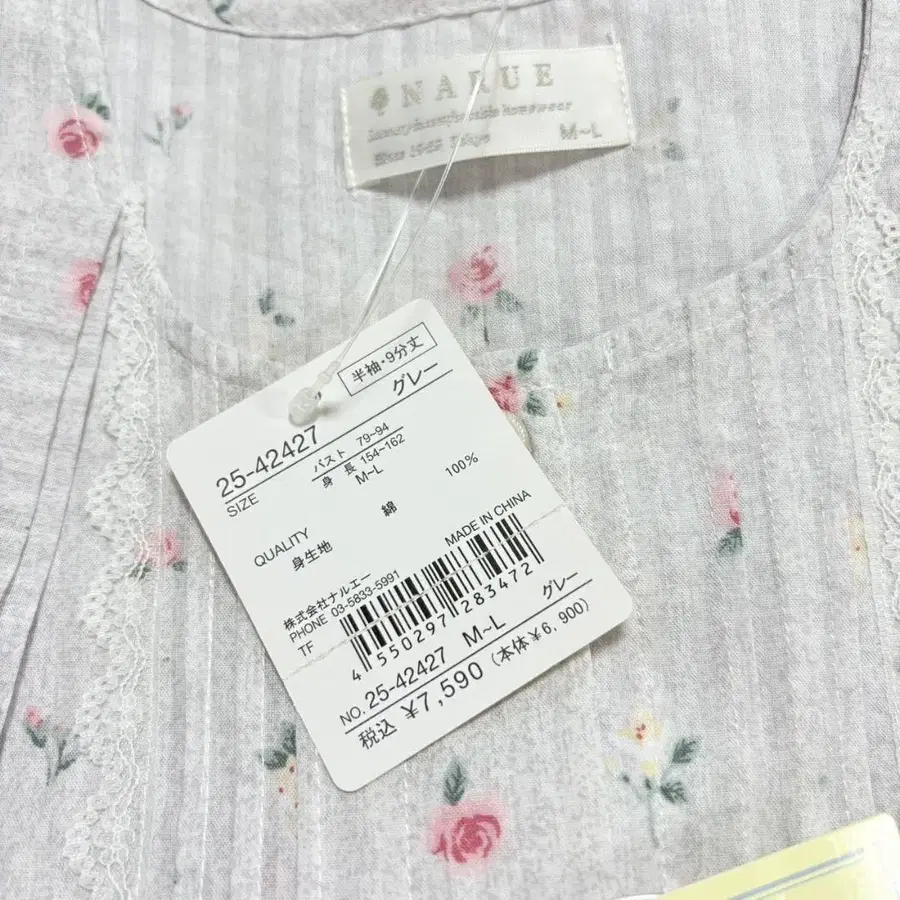 NARUE
M~L
半袖・9分丈
25-42427 グレー
SIZE バスト 79~94
身 長 154~162
M~L
QUALITY 綿 100%
身生地
株式会社ナルエー MADE IN CHINA
PHONE 03-5833-5991
TF
4 550297 283472
NO. 25-42427 M~L グレー
税込 ¥7,590 (本体¥6,900)